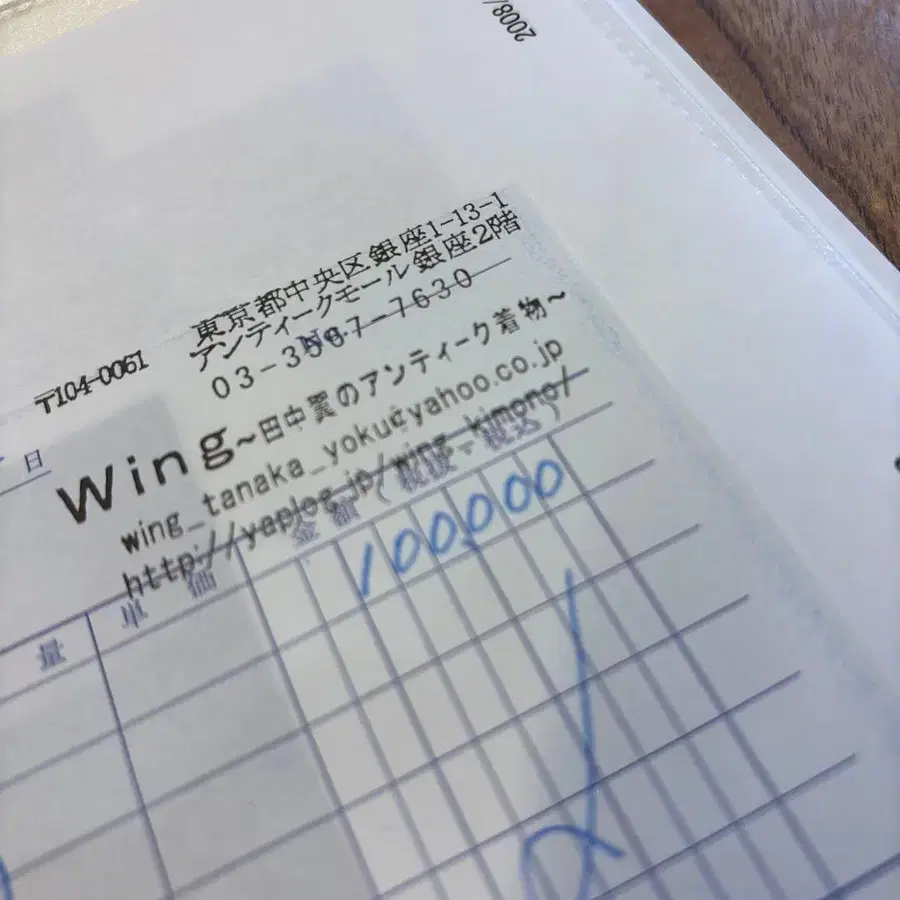 2008/
東京都中央区銀座1-13-1
アンティークモール銀座2階
〒104-0061
03-3567-7630
No.
Wing～田中翼のアンティーク着物～
日
wing_tanaka_yoku@yahoo.co.jp
http://yaplog.jp/wing_kimono/
量 単価 金額(税抜・税込)
100,000